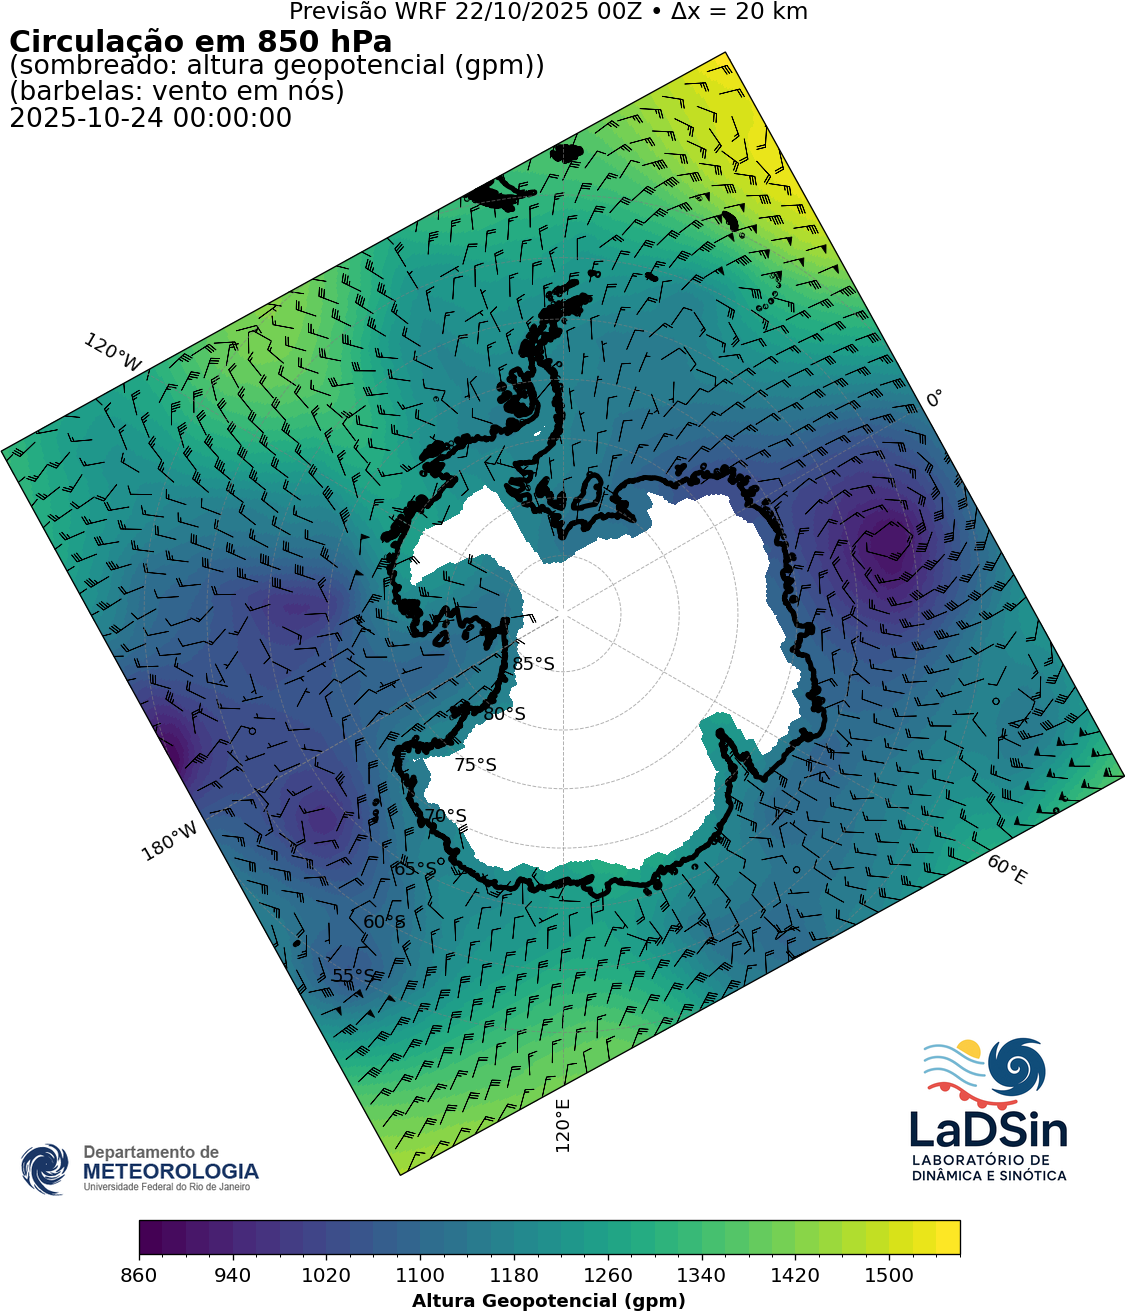 Previsão WRF 22/10/2025 00Z • Δx = 20 km
Circulação em 850 hPa
(sombreado: altura geopotencial (gpm))
(barbelas: vento em nós)
2025-10-24 00:00:00
120°W
0°
85°S
80°S
75°S
70°S
180°W
65°S
60°E
60°S
55°S
120°E
LaDSin
LABORATÓRIO DE
DINÂMICA E SINÓTICA
Departamento de
METEOROLOGIA
Universidade Federal do Rio de Janeiro
860 940 1020 1100 1180 1260 1340 1420 1500
Altura Geopotencial (gpm)